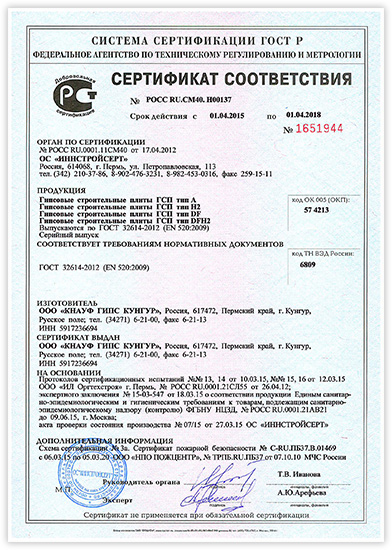 СИСТЕМА СЕРТИФИКАЦИИ ГОСТ Р
ФЕДЕРАЛЬНОЕ АГЕНТСТВО ПО ТЕХНИЧЕСКОМУ РЕГУЛИРОВАНИЮ И МЕТРОЛОГИИ
Добровольная
Сертификация
СЕРТИФИКАТ СООТВЕТСТВИЯ
№ РОСС RU.СМ40.Н00137
Срок действия с 01.04.2015 по 01.04.2018
№ 1651944
ОРГАН ПО СЕРТИФИКАЦИИ
№ РОСС RU.0001.11СМ40 от 17.04.2012
ОС «ИННСТРОЙСЕРТ»
Россия, 614068, г. Пермь, ул. Петропавловская, 113
тел. (342) 210-37-86, 8-902-476-3231, 8-982-453-0316, факс 259-15-11
ПРОДУКЦИЯ
Гипсовые строительные плиты ГСП тип А
Гипсовые строительные плиты ГСП тип Н2
Гипсовые строительные плиты ГСП тип DF
Гипсовые строительные плиты ГСП тип DFH2
Выпускаются по ГОСТ 32614-2012 (EN 520:2009)
Серийный выпуск
код ОК 005 (ОКП):
57 4213
СООТВЕТСТВУЕТ ТРЕБОВАНИЯМ НОРМАТИВНЫХ ДОКУМЕНТОВ
ГОСТ 32614-2012 (EN 520:2009)
код ТН ВЭД России:
6809
ИЗГОТОВИТЕЛЬ
ООО «КНАУФ ГИПС КУНГУР», Россия, 617472, Пермский край, г. Кунгур,
Русское поле; тел: (34271) 6-21-00, факс 6-21-13
ИНН 5917236694
СЕРТИФИКАТ ВЫДАН
ООО «КНАУФ ГИПС КУНГУР», Россия, 617472, Пермский край, г. Кунгур,
Русское поле; тел: (34271) 6-21-00, факс 6-21-13
ИНН 5917236694
НА ОСНОВАНИИ
Протоколов сертификационных испытаний №№ 13, 14 от 10.03.15, №№ 15, 16 от 12.03.15
ООО «ИЛ Оргтехстром» г. Пермь, № РОСС RU.0001.21СЛ55 от 26.04.12;
экспертного заключения № 15-03-547 от 18.03.15 о соответствии продукции Единым санитар-
но-эпидемиологическим и гигиеническим требованиям к товарам, подлежащим санитарно-
эпидемиологическому надзору (контролю) ФГБНУ НЦЗД, № РОСС RU.0001.21АВ21
до 09.06.15, г. Москва;
акта проверки состояния производства № 07/15 от 27.03.15 ОС «ИННСТРОЙСЕРТ»
ДОПОЛНИТЕЛЬНАЯ ИНФОРМАЦИЯ
Схема сертификации № 3а. Сертификат пожарной безопасности № C-RU.ПБ37.В.01469
с 06.03.15 по 05.03.20 ООО «НПО ПОЖЦЕНТР», № ТРПБ.RU.ПБ37 от 07.10.10 МЧС России
М.П.
Руководитель органа
Т.В. Иванова
Эксперт
А.Ю.Арефьева
Сертификат не применяется при обязательной сертификации